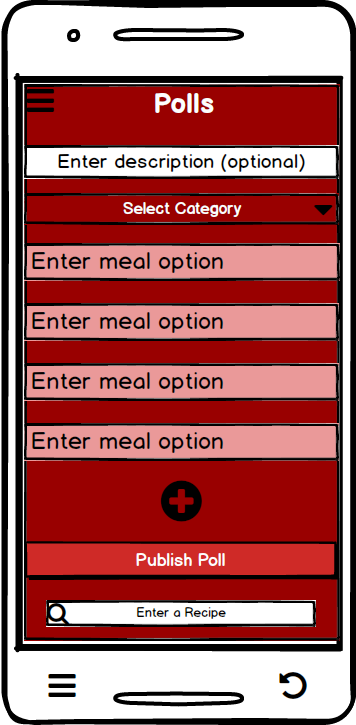 Polls
Enter description (optional)
Select Category
Enter meal option
Enter meal option
Enter meal option
Enter meal option
Publish Poll
Enter a Recipe